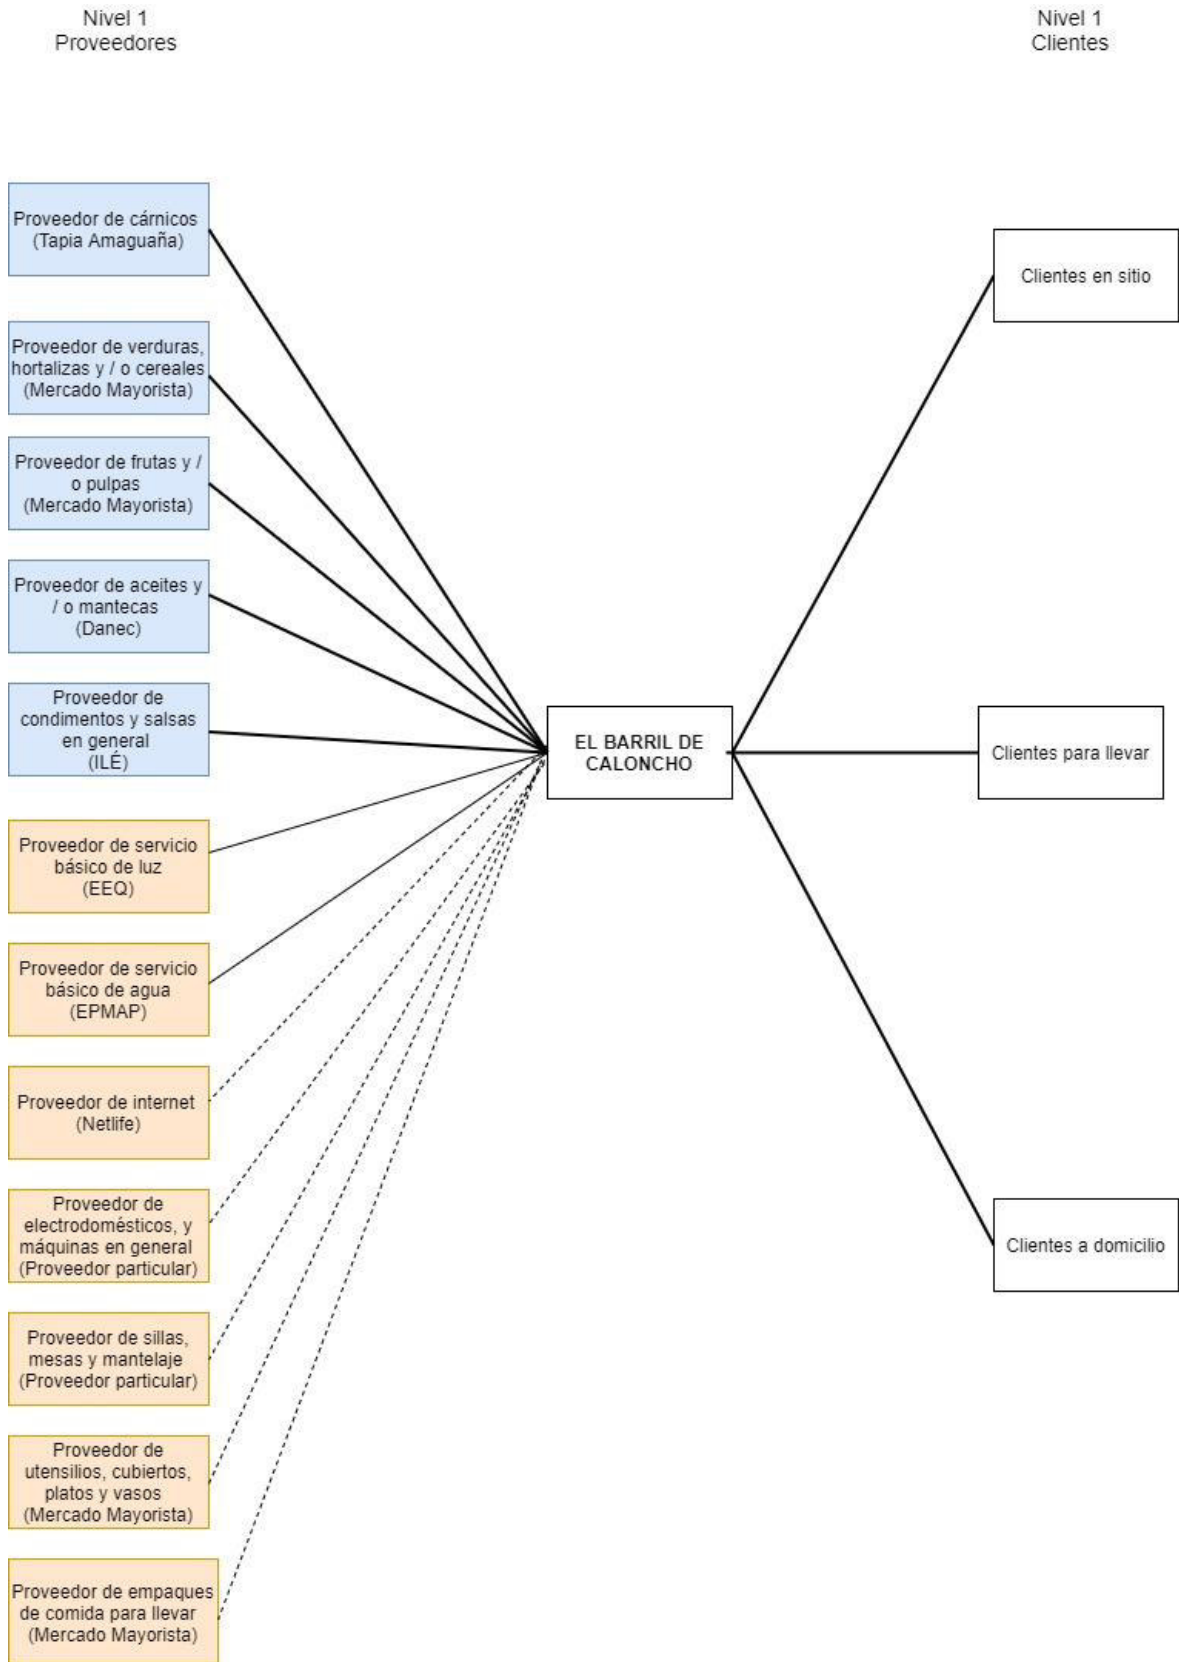 Nivel 1
Proveedores
Nivel 1
Clientes
Proveedor de cárnicos
(Tapia Amaguaña)
Proveedor de verduras,
hortalizas y / o cereales
(Mercado Mayorista)
Proveedor de frutas y /
o pulpas
(Mercado Mayorista)
Proveedor de aceites y
/ o mantecas
(Danec)
Proveedor de
condimentos y salsas
en general
(ILÉ)
Proveedor de servicio
básico de luz
(EEQ)
Proveedor de servicio
básico de agua
(EPMAP)
Proveedor de internet
(Netlife)
Proveedor de
electrodomésticos, y
máquinas en general
(Proveedor particular)
Proveedor de sillas,
mesas y mantelaje
(Proveedor particular)
Proveedor de
utensilios, cubiertos,
platos y vasos
(Mercado Mayorista)
Proveedor de empaques
de comida para llevar
(Mercado Mayorista)
EL BARRIL DE
CALONCHO
Clientes en sitio
Clientes para llevar
Clientes a domicilio